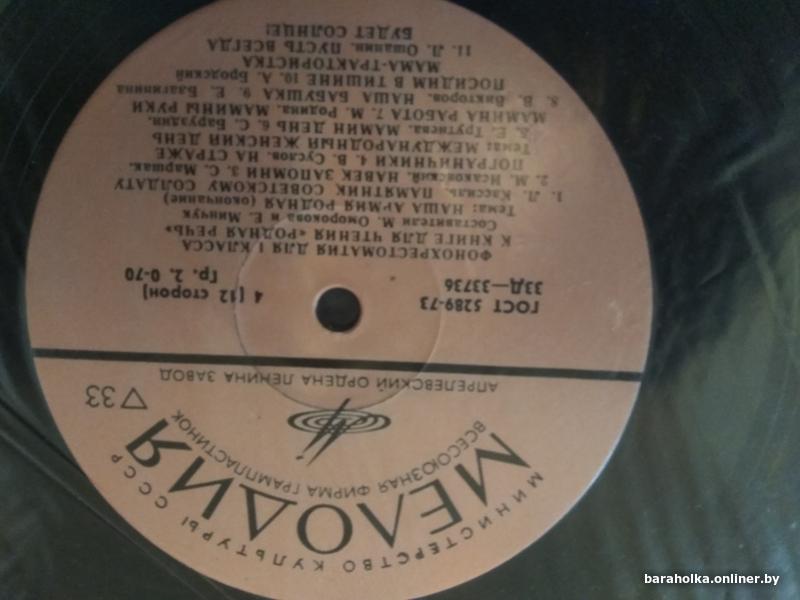 МИНИСТЕРСТВО КУЛЬТУРЫ СССР
МЕЛОДИЯ
ВСЕСОЮЗНАЯ ФИРМА ГРАМПЛАСТИНОК
▽33
АПРЕЛЕВСКИЙ ОРДЕНА ЛЕНИНА ЗАВОД
ГОСТ 5289-73
4 (12 сторон)
33Д—33736
Гр. 2. 0-70
ФОНОХРЕСТОМАТИЯ ДЛЯ I КЛАССА
К КНИГЕ ДЛЯ ЧТЕНИЯ «РОДНАЯ РЕЧЬ»
Составители М. Оморокова и Е. Минчук
Тема: НАША РОДНАЯ АРМИЯ (окончание)
1. Л. Кассиль. ПАМЯТНИК СОВЕТСКОМУ СОЛДАТУ
2. М. Исаковский. НАВЕК ЗАПОМНИ 3. С. Маршак.
ПОГРАНИЧНИКИ 4. В. Суслов. НА СТРАЖЕ
Тема: МЕЖДУНАРОДНЫЙ ЖЕНСКИЙ ДЕНЬ
5. Е. Трутнева. МАМИН ДЕНЬ 6. С. Баруздин.
МАМИНА РАБОТА 7. М. Родина. МАМИНЫ РУКИ
8. В. Викторов. НАША БАБУШКА 9. Е. Благинина
ПОСИДИМ В ТИШИНЕ 10. А. Бродский
МАМА-ТРАКТОРИСТКА
11. Л. Ошанин. ПУСТЬ ВСЕГДА
БУДЕТ СОЛНЦЕ!
baraholka.onliner.by